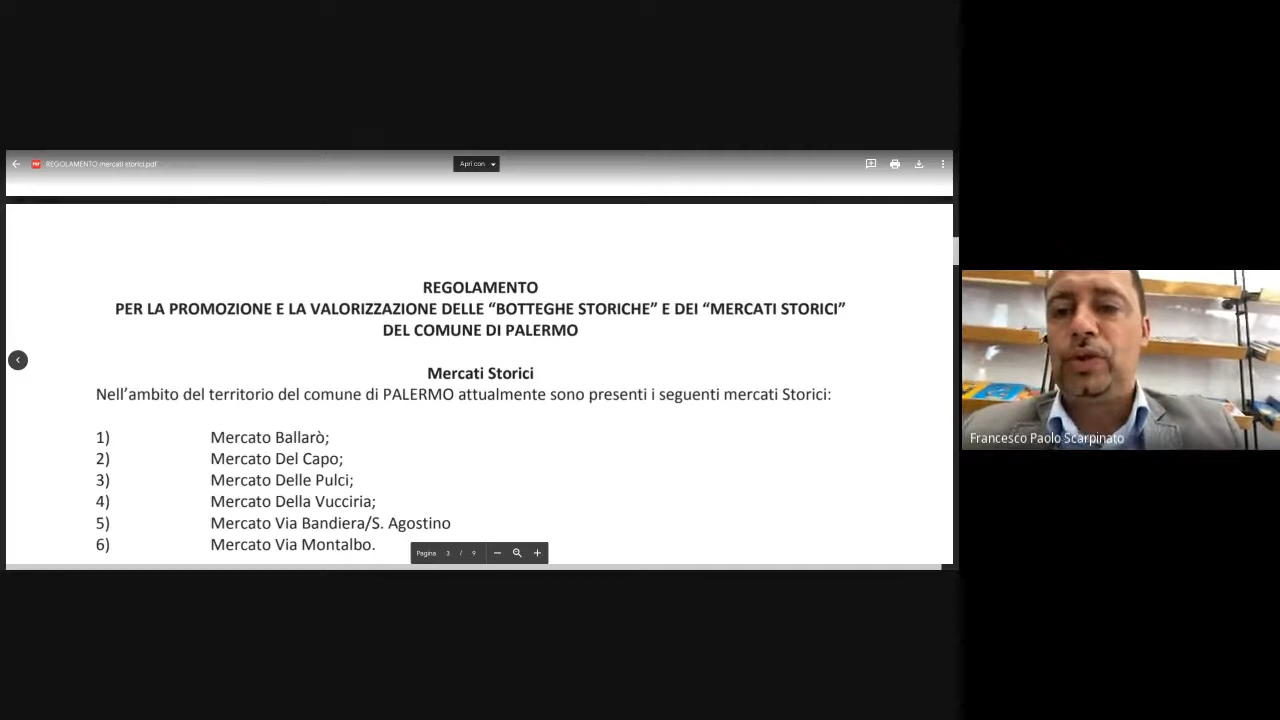 REGOLAMENTO mercati storici.pdf
Apri con
REGOLAMENTO
PER LA PROMOZIONE E LA VALORIZZAZIONE DELLE “BOTTEGHE STORICHE” E DEI “MERCATI STORICI”
DEL COMUNE DI PALERMO
Mercati Storici
Nell’ambito del territorio del comune di PALERMO attualmente sono presenti i seguenti mercati Storici:
1) Mercato Ballarò;
2) Mercato Del Capo;
3) Mercato Delle Pulci;
4) Mercato Della Vucciria;
5) Mercato Via Bandiera/S. Agostino
6) Mercato Via Montalbo.
Pagina 3 / 9
Francesco Paolo Scarpinato